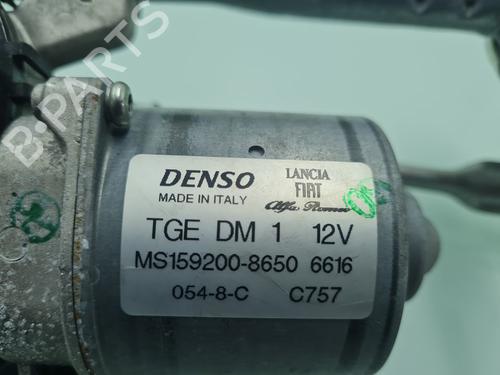 B-PARTS
DENSO LANCIA
MADE IN ITALY FIAT
Alfa Romeo
TGE DM 1 12V
MS159200-8650 6616
054-8-C C757